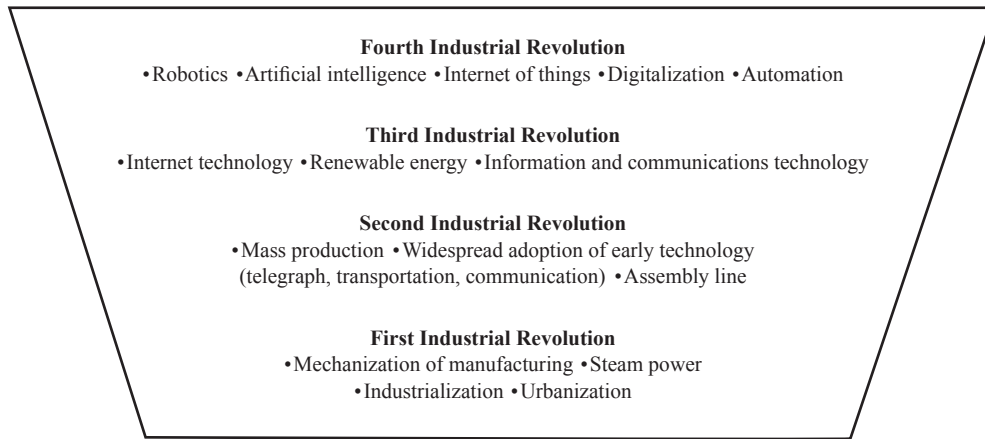 Fourth Industrial Revolution
•Robotics •Artificial intelligence •Internet of things •Digitalization •Automation
Third Industrial Revolution
•Internet technology •Renewable energy •Information and communications technology
Second Industrial Revolution
•Mass production •Widespread adoption of early technology
(telegraph, transportation, communication) •Assembly line
First Industrial Revolution
•Mechanization of manufacturing •Steam power
•Industrialization •Urbanization